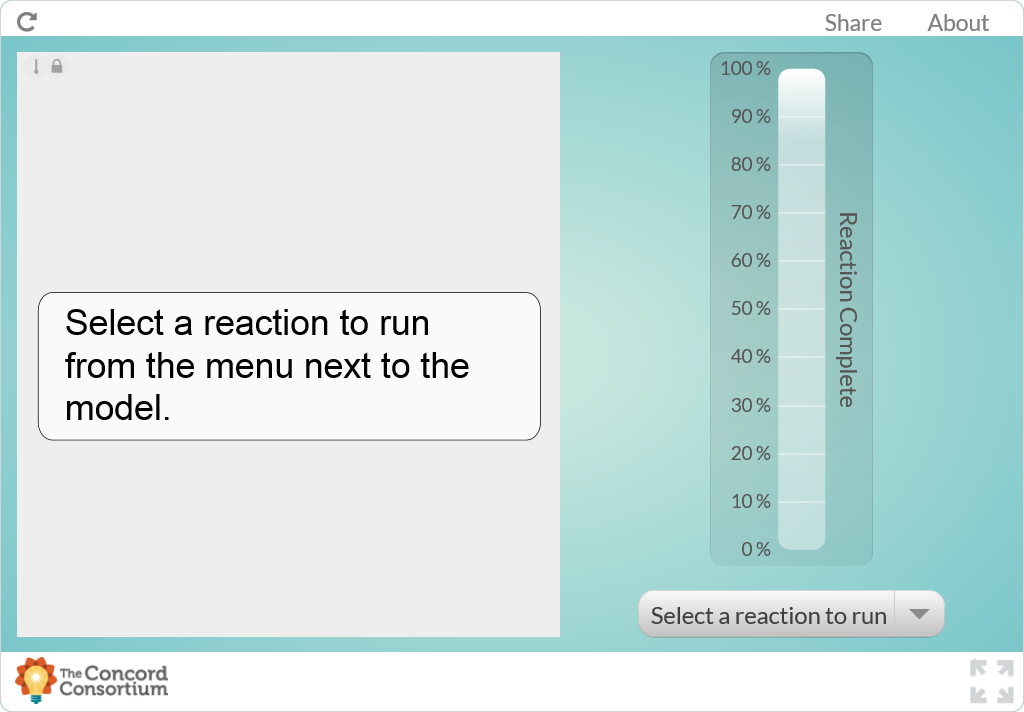 Share About
100 %
90 %
80 %
70 %
60 %
50 %
40 %
30 %
20 %
10 %
0 %
Reaction Complete
Select a reaction to run
from the menu next to the
model.
Select a reaction to run
The Concord
Consortium